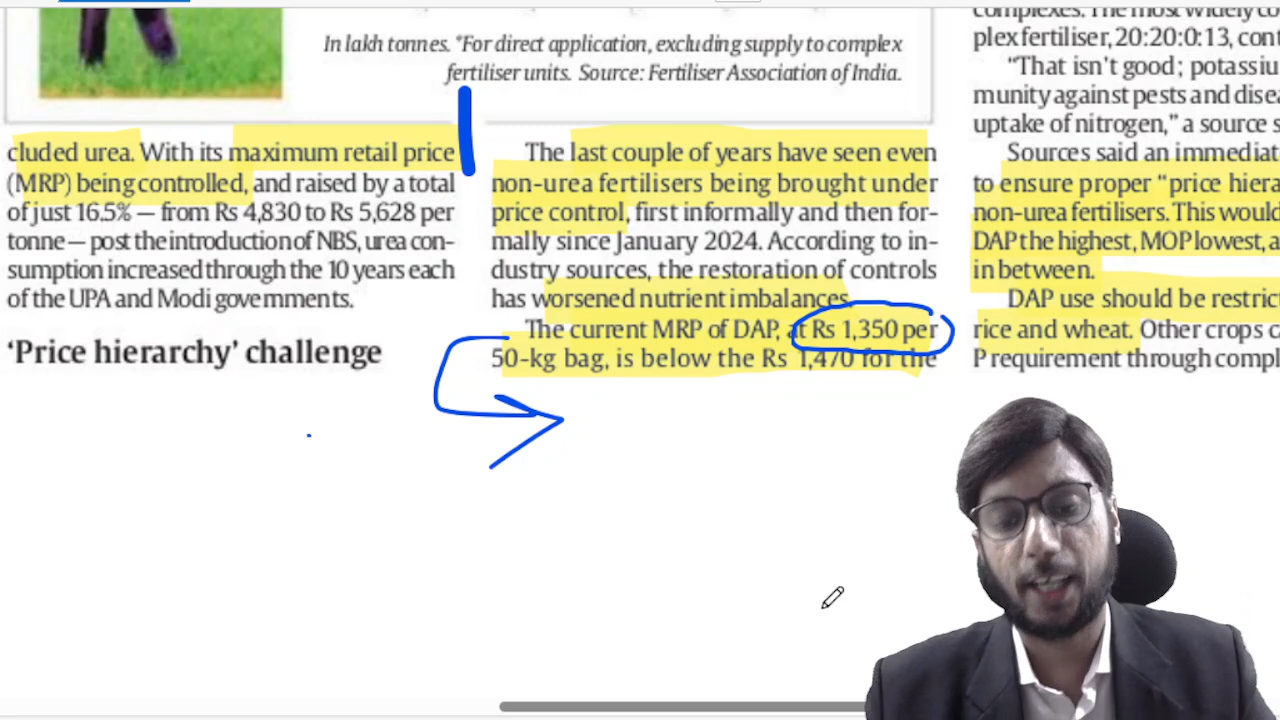 In lakh tonnes. *For direct application, excluding supply to complex
fertiliser units. Source: Fertiliser Association of India.
cluded urea. With its maximum retail price
(MRP) being controlled, and raised by a total
of just 16.5% — from Rs 4,830 to Rs 5,628 per
tonne — post the introduction of NBS, urea con-
sumption increased through the 10 years each
of the UPA and Modi governments.
‘Price hierarchy’ challenge
The last couple of years have seen even
non-urea fertilisers being brought under
price control, first informally and then for-
mally since January 2024. According to in-
dustry sources, the restoration of controls
has worsened nutrient imbalances.
The current MRP of DAP, at Rs 1,350 per
50-kg bag, is below the Rs 1,470 for the
complexes. The most widely co
plex fertiliser, 20:20:0:13, cont
“That isn’t good; potassiu
munity against pests and disea
uptake of nitrogen,” a source s
Sources said an immediat
to ensure proper “price hiera
non-urea fertilisers. This would
DAP the highest, MOP lowest, a
in between.
DAP use should be restrict
rice and wheat. Other crops c
P requirement through compl